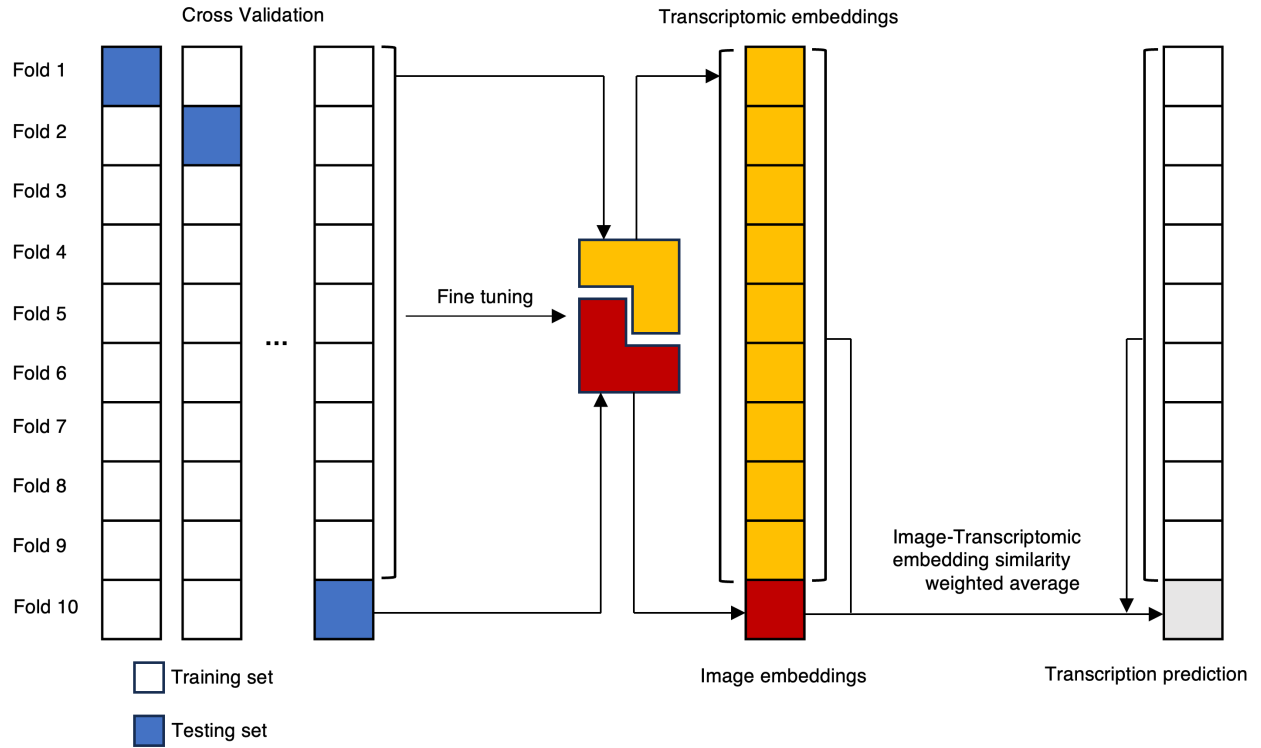 Cross Validation
Transcriptomic embeddings
Fold 1
Fold 2
Fold 3
Fold 4
Fold 5
Fold 6
Fold 7
Fold 8
Fold 9
Fold 10
...
Fine tuning
Image-Transcriptomic
embedding similarity
weighted average
Image embeddings
Transcription prediction
Training set
Testing set